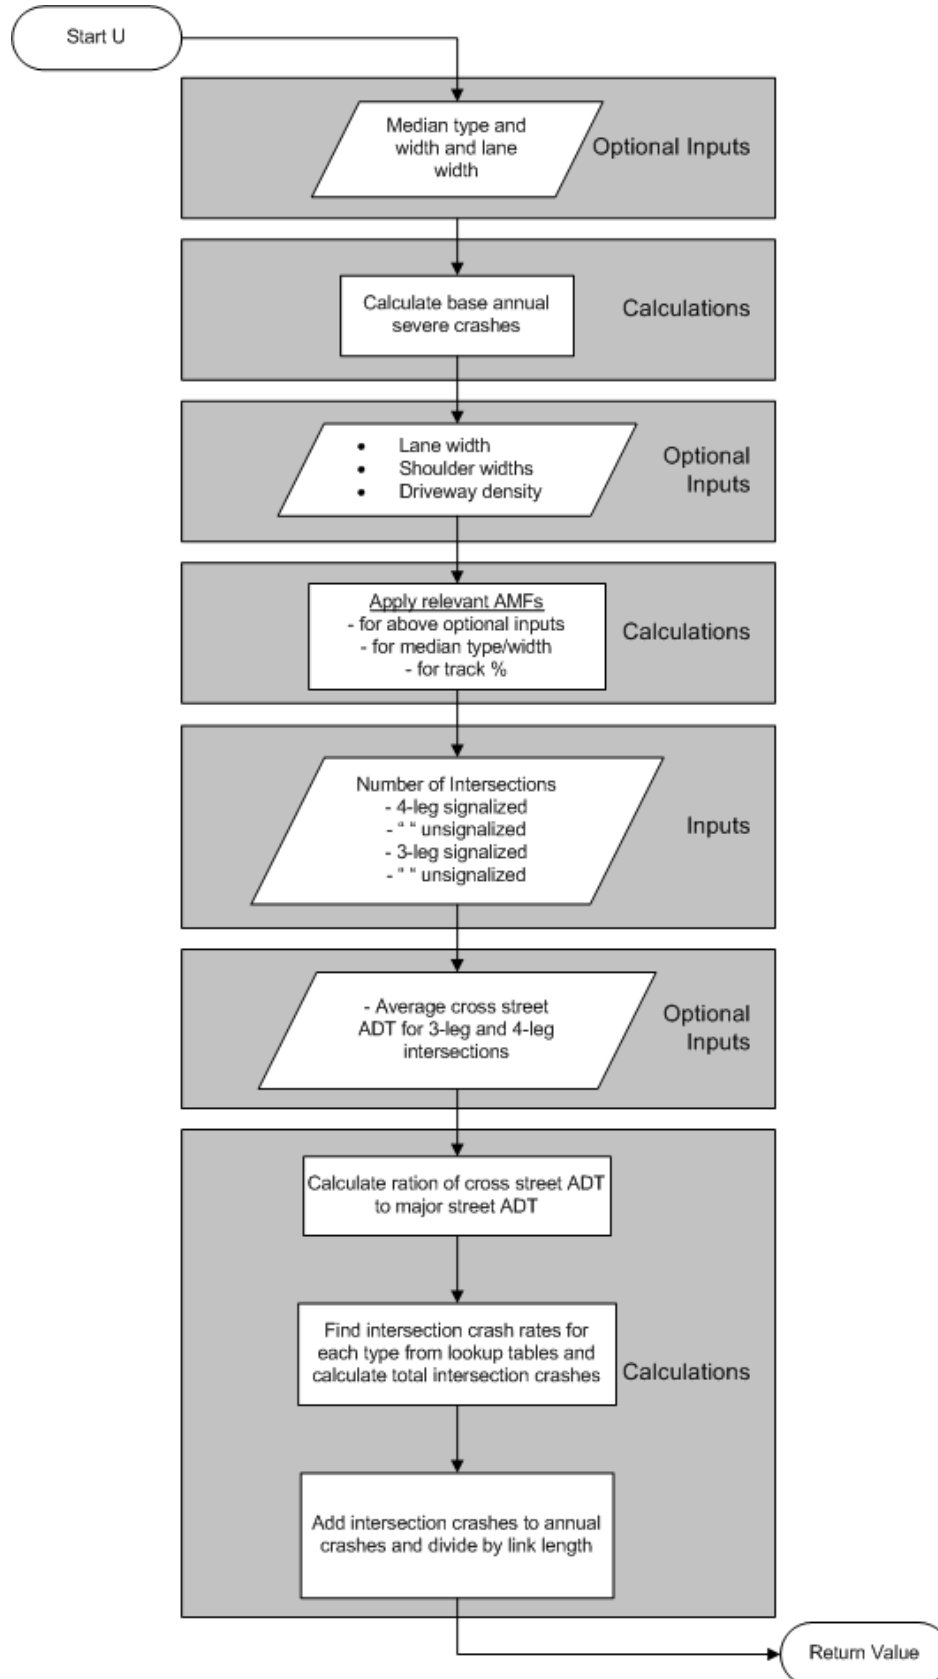 Start U
Median type and
width and lane
width
Optional Inputs
Calculate base annual
severe crashes
Calculations
• Lane width
• Shoulder widths
• Driveway density
Optional
Inputs
Apply relevant AMFs
- for above optional inputs
- for median type/width
- for track %
Calculations
Number of Intersections
- 4-leg signalized
- “ “ unsignalized
- 3-leg signalized
- “ “ unsignalized
Inputs
- Average cross street
ADT for 3-leg and 4-leg
intersections
Optional
Inputs
Calculate ration of cross street ADT
to major street ADT
Find intersection crash rates for
each type from lookup tables and
calculate total intersection crashes
Calculations
Add intersection crashes to annual
crashes and divide by link length
Return Value